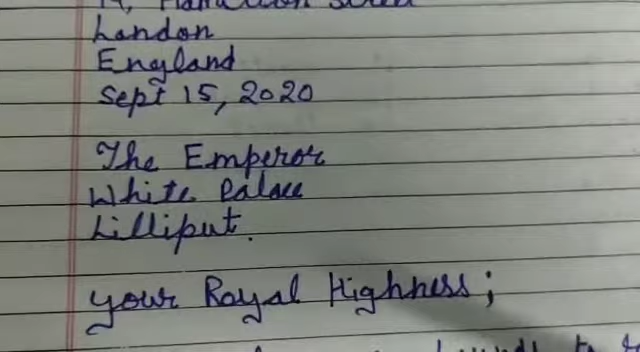 London
England
Sept 15, 2020
The Emperor
White Palace
Lilliput.
your Royal Highness;